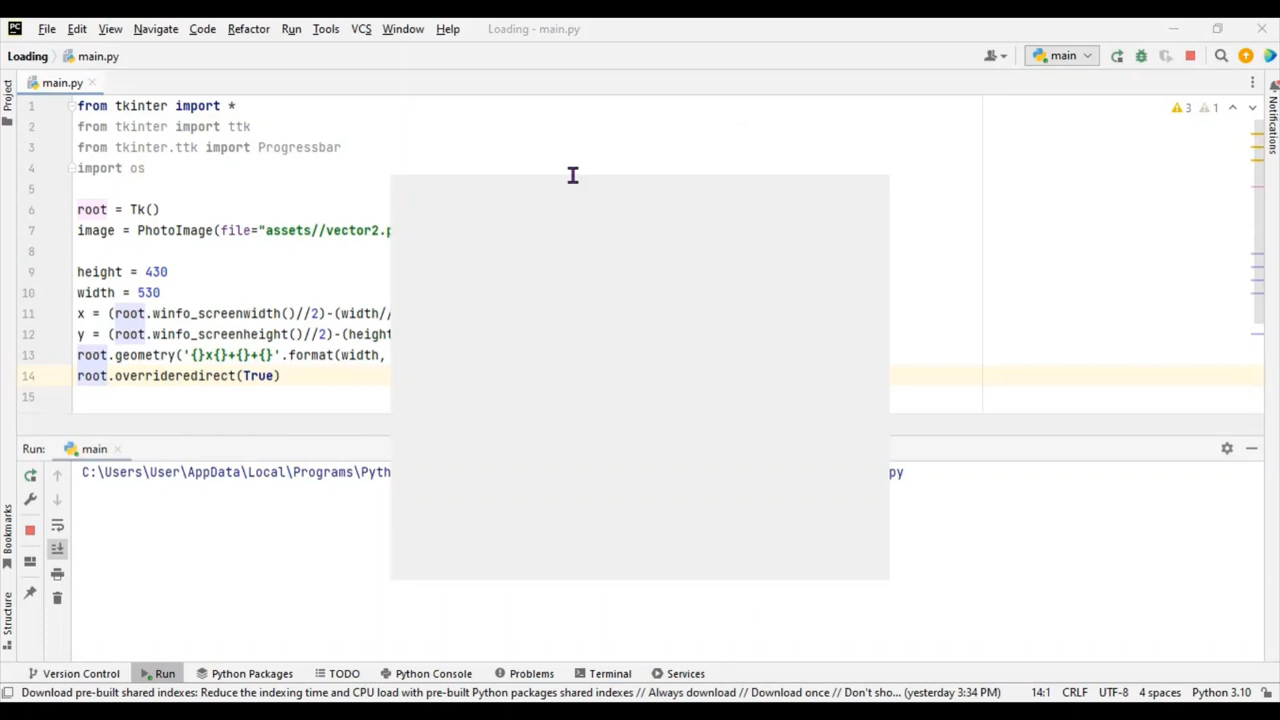 PC File Edit View Navigate Code Refactor Run Tools VCS Window Help Loading - main.py
Loading main.py main
main.py
Project
Notifications
3 1
1 from tkinter import *
2 from tkinter import ttk
3 from tkinter.ttk import Progressbar
4 import os
5
6 root = Tk()
7 image = PhotoImage(file="assets//vector2.p
8
9 height = 430
10 width = 530
11 x = (root.winfo_screenwidth()//2)-(width//
12 y = (root.winfo_screenheight()//2)-(height
13 root.geometry('{}x{}+{}+{}'.format(width,
14 root.overrideredirect(True)
15
Run: main
C:\Users\User\AppData\Local\Programs\Pyth py
Bookmarks
Structure
Version Control Run Python Packages TODO Python Console Problems Terminal Services
Download pre-built shared indexes: Reduce the indexing time and CPU load with pre-built Python packages shared indexes // Always download // Download once // Don't sho... (yesterday 3:34 PM) 14:1 CRLF UTF-8 4 spaces Python 3.10